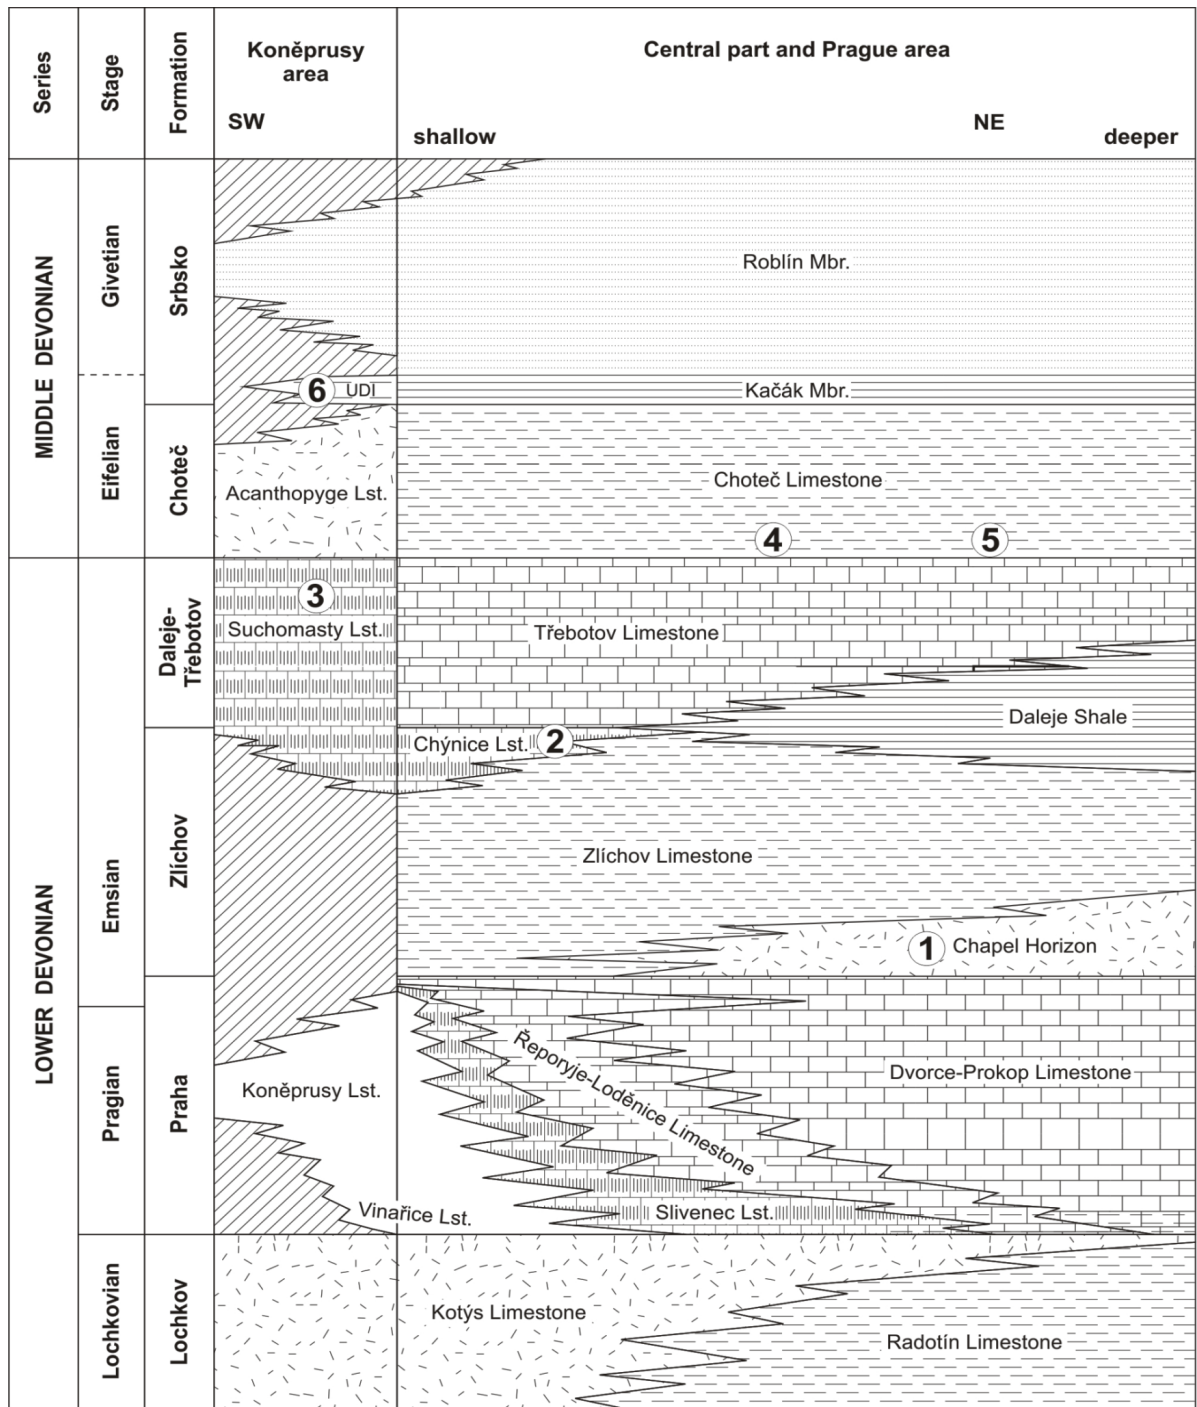 Series
Stage
Formation
Koněprusy
area
SW
Central part and Prague area
shallow
NE
deeper
MIDDLE DEVONIAN
LOWER DEVONIAN
Givetian
Eifelian
Emsian
Pragian
Lochkovian
Srbsko
Choteč
Daleje-
Třebotov
Zlíchov
Praha
Lochkov
Roblín Mbr.
6 UDI
Kačák Mbr.
Acanthopyge Lst.
Choteč Limestone
4
5
3
Suchomasty Lst.
Třebotov Limestone
Daleje Shale
Chýnice Lst. 2
Zlíchov Limestone
1 Chapel Horizon
Koněprusy Lst.
Řeporyje-Loděnice Limestone
Dvorce-Prokop Limestone
Vinařice Lst.
Slivenec Lst.
Kotýs Limestone
Radotín Limestone